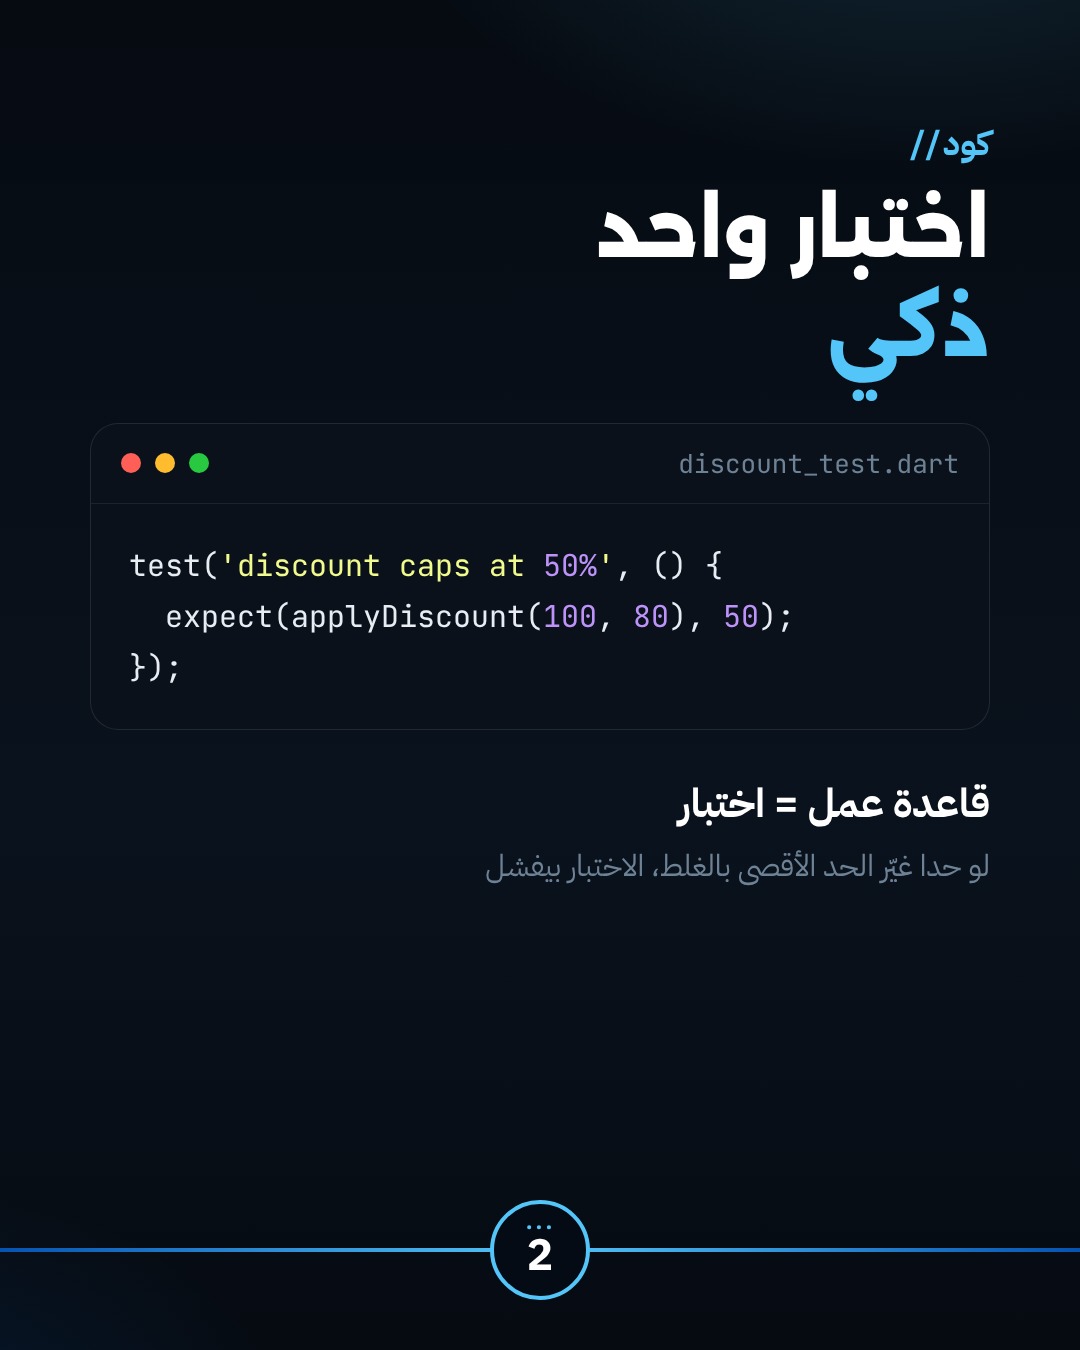 كود //
اختبار واحد
ذكي
discount_test.dart
test('discount caps at 50%', () {
  expect(applyDiscount(100, 80), 50);
});
قاعدة عمل = اختبار
لو حدا غيّر الحد الأقصى بالغلط، الاختبار بيفشل
2